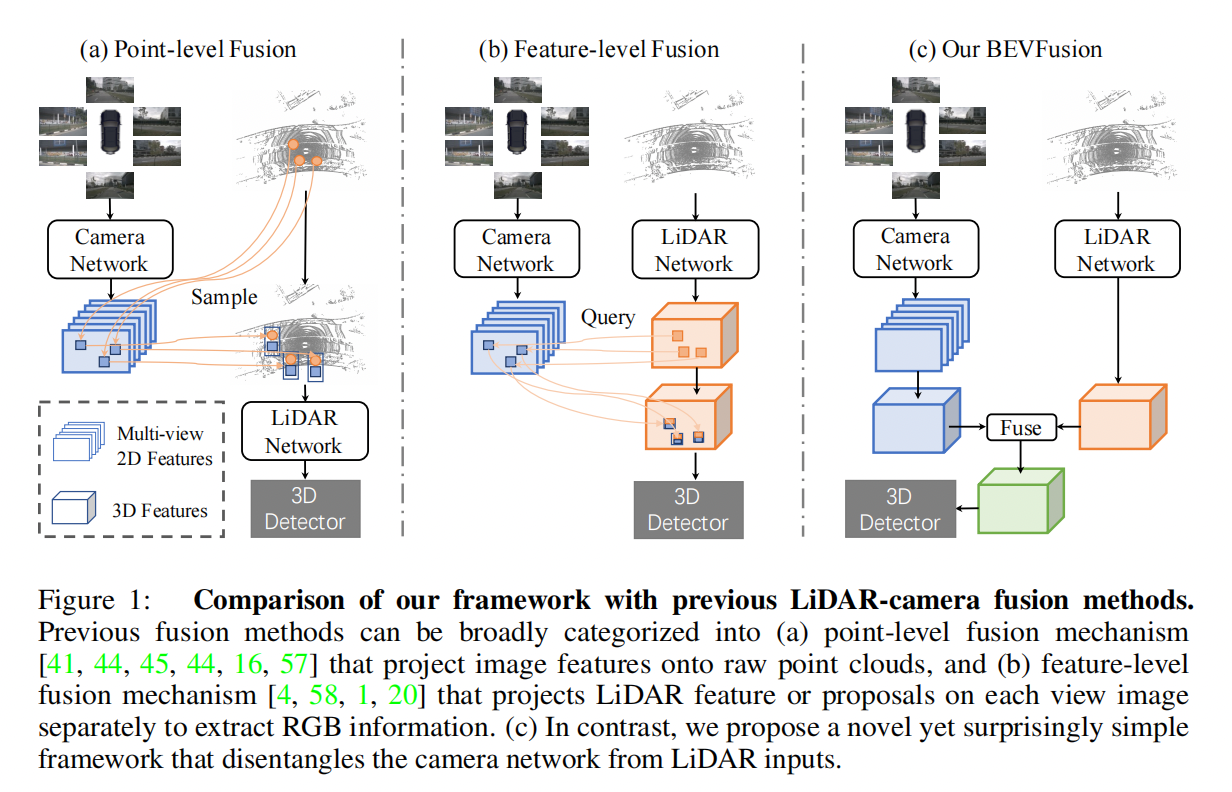 (a) Point-level Fusion
Camera
Network
Sample
LiDAR
Network
3D
Detector
Multi-view
2D Features
3D Features
(b) Feature-level Fusion
Camera
Network
LiDAR
Network
Query
3D
Detector
(c) Our BEVFusion
Camera
Network
LiDAR
Network
Fuse
3D
Detector
Figure 1: Comparison of our framework with previous LiDAR-camera fusion methods.
Previous fusion methods can be broadly categorized into (a) point-level fusion mechanism
[41, 44, 45, 44, 16, 57] that project image features onto raw point clouds, and (b) feature-level
fusion mechanism [4, 58, 1, 20] that projects LiDAR feature or proposals on each view image
separately to extract RGB information. (c) In contrast, we propose a novel yet surprisingly simple
framework that disentangles the camera network from LiDAR inputs.